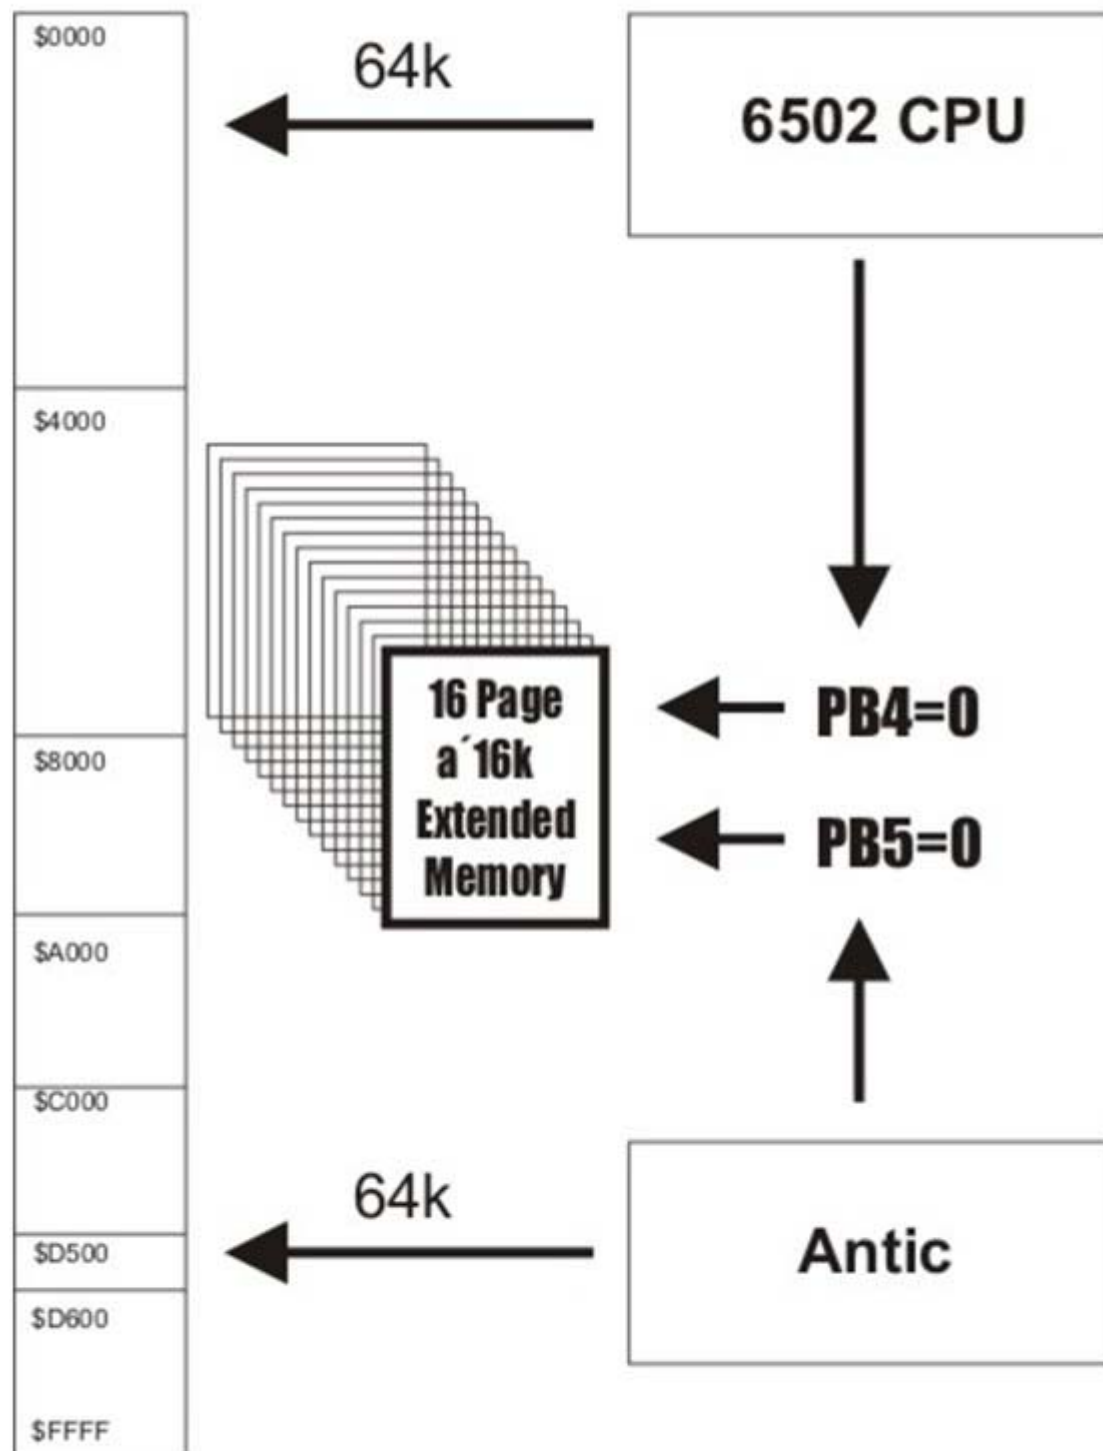 $0000
64k
6502 CPU
$4000
16 Page
a´16k
Extended
Memory
PB4=0
PB5=0
$8000
$A000
$C000
64k
Antic
$D500
$D600
$FFFF